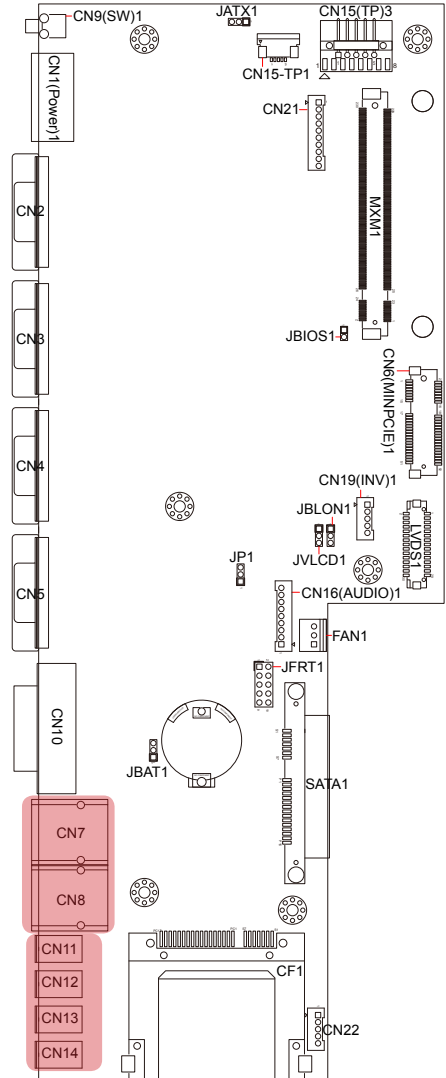 CN9(SW)1
JATX1
CN15(TP)3
CN1(Power)1
CN15-TP1
1
8
CN21
CN2
MXM1
CN3
JBIOS1
CN6(MINPCIE)1
CN4
CN19(INV)1
JBLON1
JVLCD1
LVDS1
JP1
CN5
CN16(AUDIO)1
FAN1
JFRT1
CN10
JBAT1
SATA1
CN7
CN8
CN11
CF1
CN12
CN13
CN22
CN14